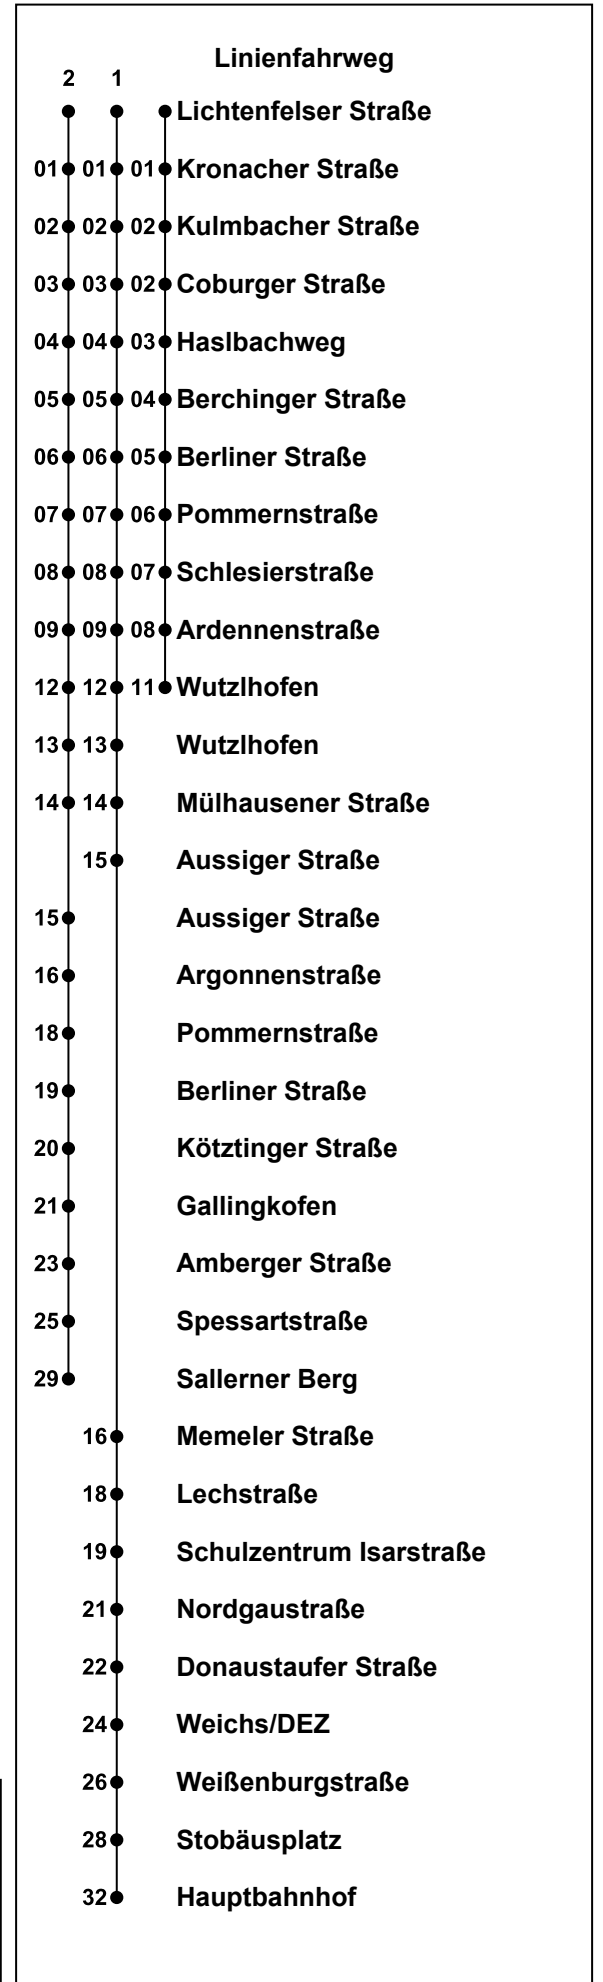 Linienfahrweg
2 1
Lichtenfelser Straße
01 01 01 Kronacher Straße
02 02 02 Kulmbacher Straße
03 03 02 Coburger Straße
04 04 03 Haslbachweg
05 05 04 Berchinger Straße
06 06 05 Berliner Straße
07 07 06 Pommernstraße
08 08 07 Schlesierstraße
09 09 08 Ardennenstraße
12 12 11 Wutzlhofen
13 13 Wutzlhofen
14 14 Mülhausener Straße
15 Aussiger Straße
15 Aussiger Straße
16 Argonnenstraße
18 Pommernstraße
19 Berliner Straße
20 Kötztinger Straße
21 Gallingkofen
23 Amberger Straße
25 Spessartstraße
29 Sallerner Berg
16 Memeler Straße
18 Lechstraße
19 Schulzentrum Isarstraße
21 Nordgaustraße
22 Donaustaufer Straße
24 Weichs/DEZ
26 Weißenburgstraße
28 Stobäusplatz
32 Hauptbahnhof